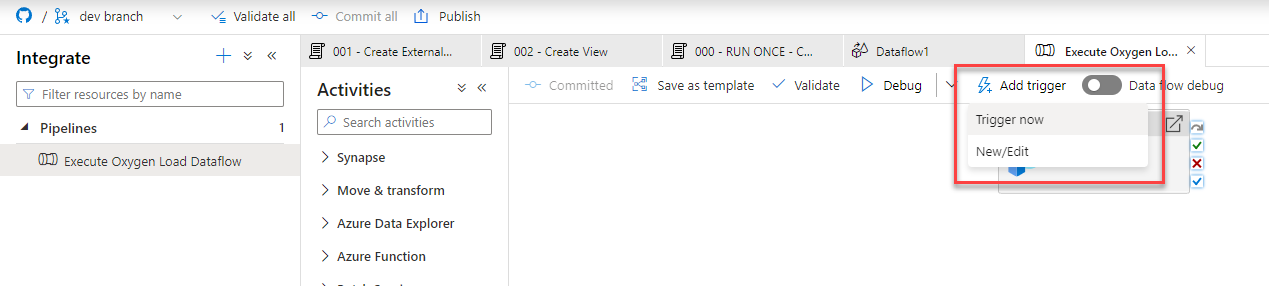 / dev branch Validate all Commit all Publish
Integrate
Filter resources by name
Pipelines 1
Execute Oxygen Load Dataflow
001 - Create External... 002 - Create View 000 - RUN ONCE - C... Dataflow1 Execute Oxygen Lo...
Activities
Search activities
Synapse
Move & transform
Azure Data Explorer
Azure Function
Committed Save as template Validate Debug Add trigger Data flow debug
Trigger now
New/Edit